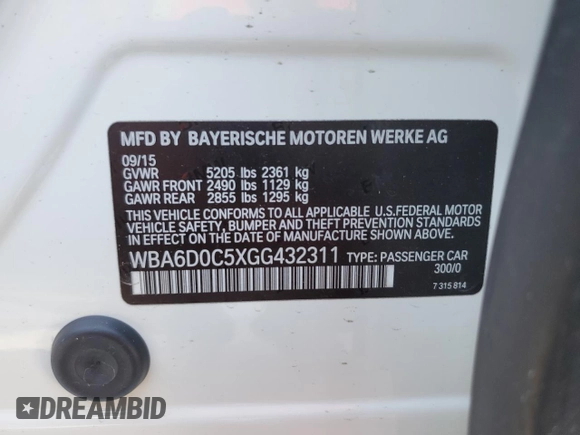 MFD BY BAYERISCHE MOTOREN WERKE AG
09/15
GVWR 5205 lbs 2361 kg
GAWR FRONT 2490 lbs 1129 kg
GAWR REAR 2855 lbs 1295 kg
THIS VEHICLE CONFORMS TO ALL APPLICABLE U.S.FEDERAL MOTOR
VEHICLE SAFETY, BUMPER AND THEFT PREVENTION STANDARDS
IN EFFECT ON THE DATE OF MANUFACTURE SHOWN ABOVE.
WBA6D0C5XGG432311 TYPE: PASSENGER CAR
300/0
7 315 814
DREAMBID